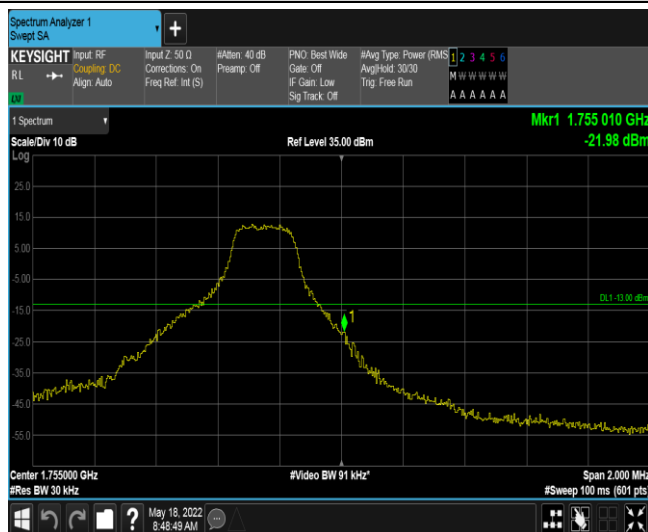 Spectrum Analyzer 1
Swept SA
+
KEYSIGHT
RL
Input: RF
Coupling: DC
Align: Auto
Input Z: 50 Ω
Corrections: On
Freq Ref: Int (S)
#Atten: 40 dB
Preamp: Off
PNO: Best Wide
Gate: Off
IF Gain: Low
Sig Track: Off
#Avg Type: Power (RMS
Avg|Hold: 30/30
Trig: Free Run
1 2 3 4 5 6
M W W W W W
A A A A A A
1 Spectrum
Mkr1 1.755 010 GHz
-21.98 dBm
Scale/Div 10 dB
Ref Level 35.00 dBm
Log
25.0
15.0
5.00
-5.00
DL1 -13.00 dBm
-15.0
1
-25.0
-35.0
-45.0
-55.0
Center 1.755000 GHz
#Video BW 91 kHz*
Span 2.000 MHz
#Res BW 30 kHz
#Sweep 100 ms (601 pts)
?
May 18, 2022
8:48:49 AM